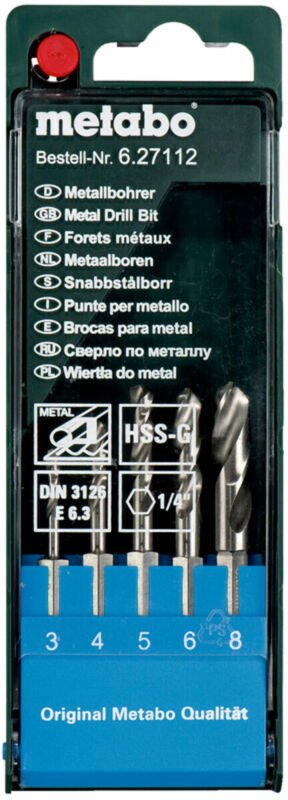 metabo
Bestell-Nr. 6.27112
D Metallbohrer
GB Metal Drill Bit
F Forets métaux
NL Metaalboren
S Snabbstålborr
I Punte per metallo
E Brocas para metal
RU Сверло по металлу
PL Wiertła do metal
METAL
HSS-G
DIN 3126
E 6.3
1/4"
3 4 5 6 8
PS
Original Metabo Qualität